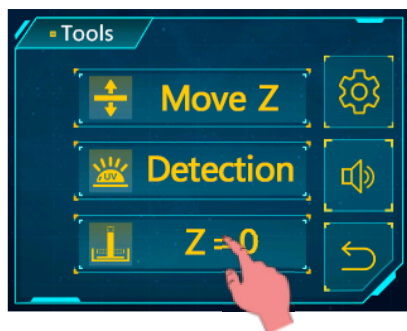 Tools
Move Z
UV
Detection
Z = 0